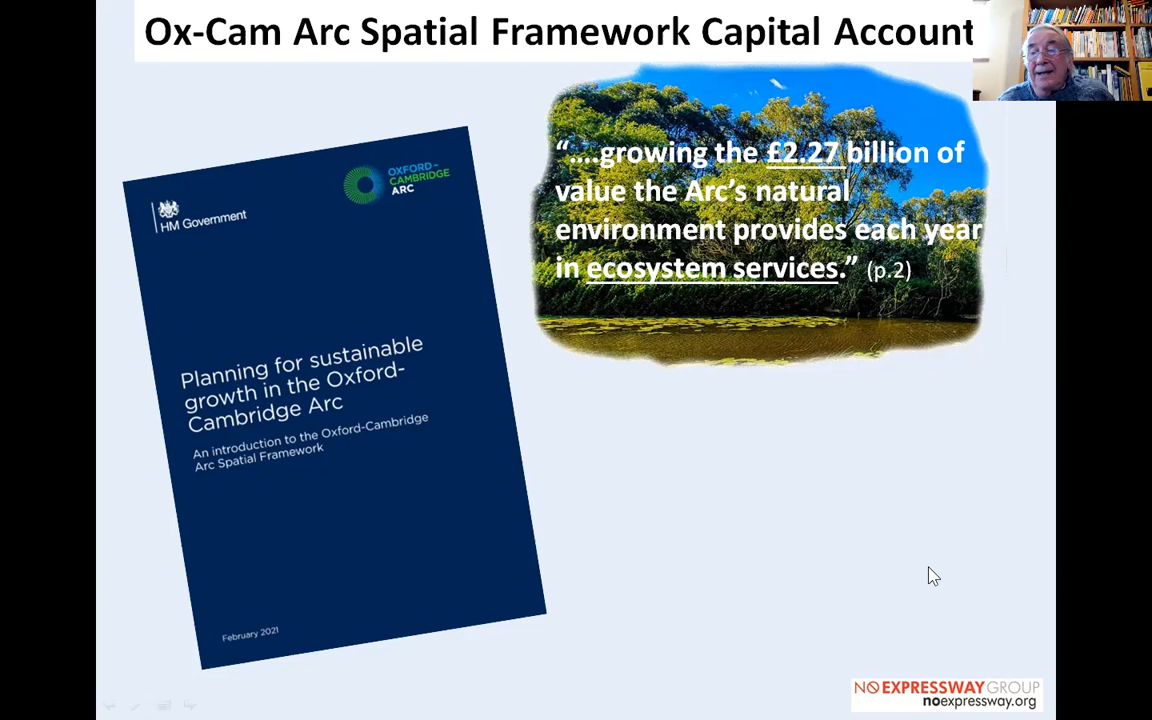 Ox-Cam Arc Spatial Framework Capital Account
HM Government
OXFORD-
CAMBRIDGE
ARC
Planning for sustainable
growth in the Oxford-
Cambridge Arc
An introduction to the Oxford-Cambridge
Arc Spatial Framework
February 2021
“....growing the £2.27 billion of
value the Arc’s natural
environment provides each year
in ecosystem services.” (p.2)
NO EXPRESSWAY GROUP
noexpressway.org